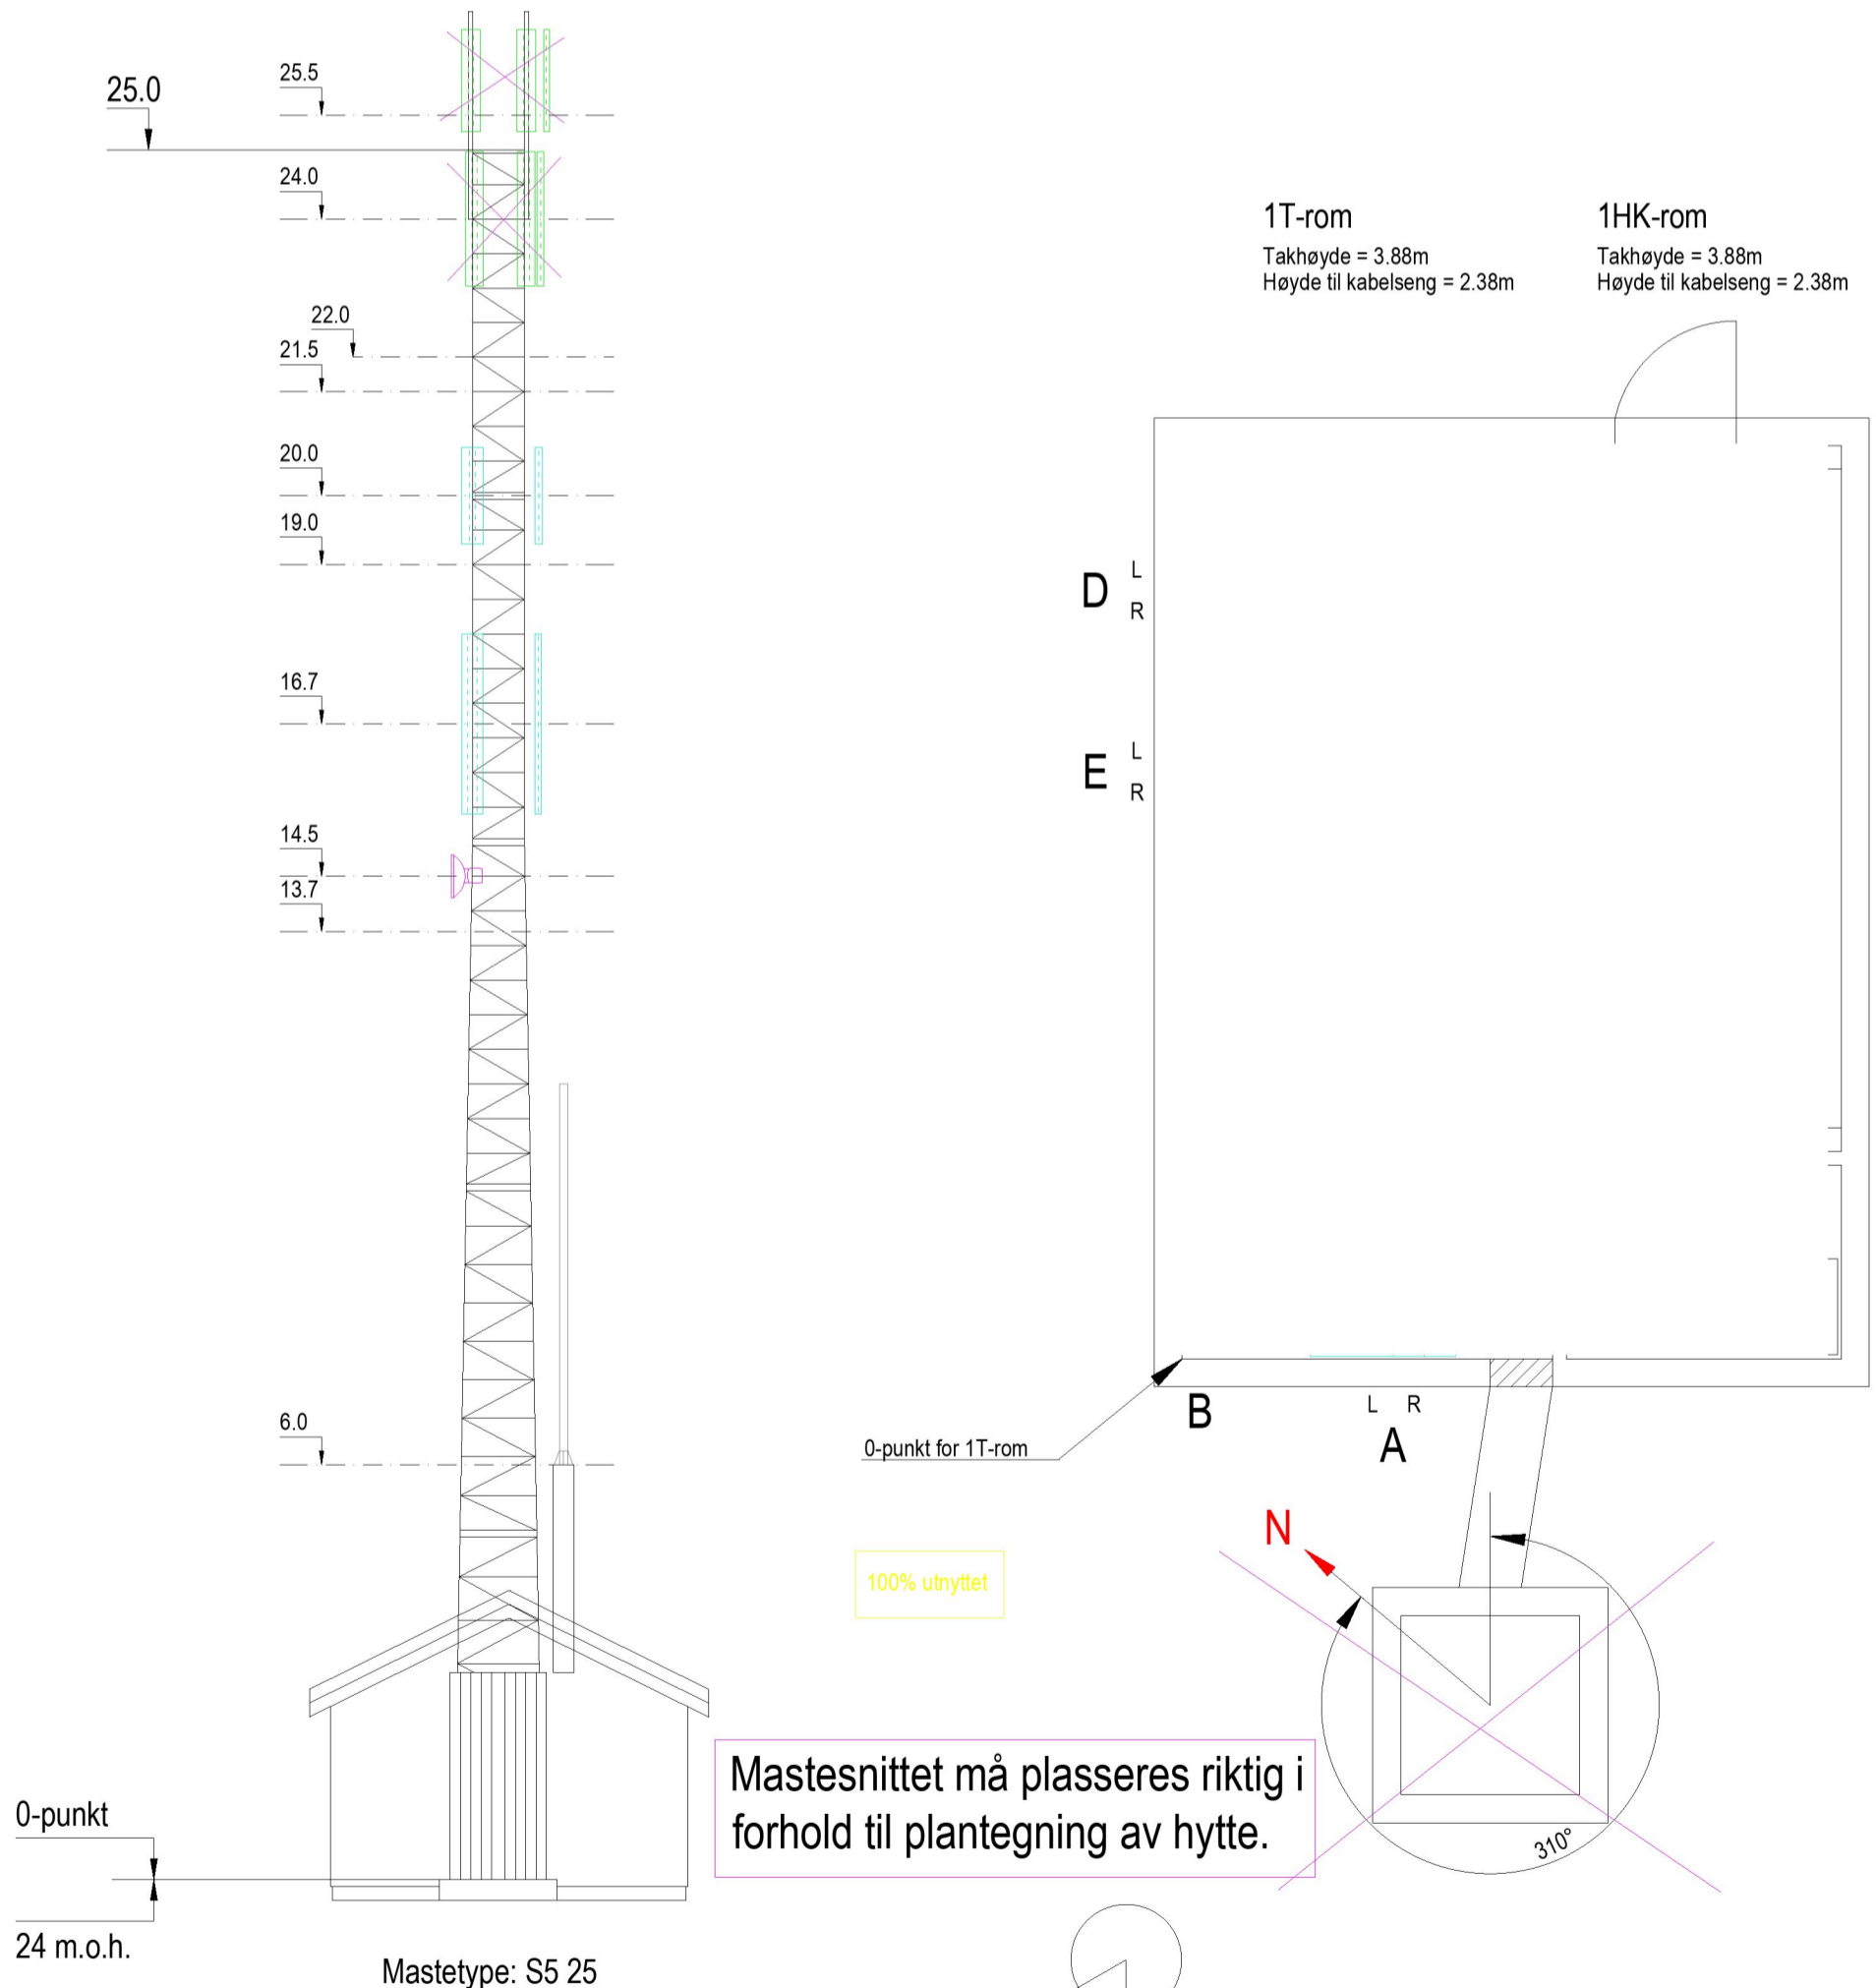 25.0
25.5
24.0
22.0
21.5
20.0
19.0
16.7
14.5
13.7
6.0
0-punkt
24 m.o.h.
Mastetype: S5 25
1T-rom
Takhøyde = 3.88m
Høyde til kabelseng = 2.38m
1HK-rom
Takhøyde = 3.88m
Høyde til kabelseng = 2.38m
D
L
R
E
L
R
B
L R
A
0-punkt for 1T-rom
N
100% utnyttet
310°
Mastesnittet må plasseres riktig i
forhold til plantegning av hytte.